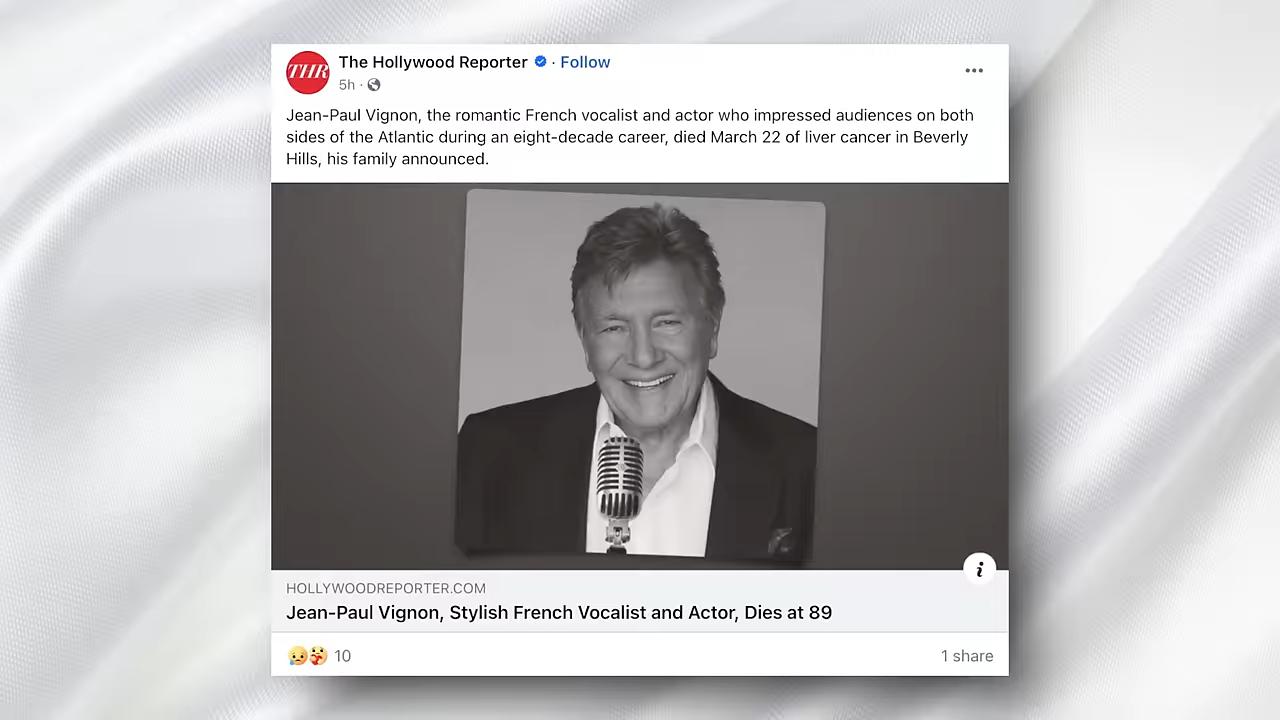 THR
The Hollywood Reporter · Follow
5h ·
Jean-Paul Vignon, the romantic French vocalist and actor who impressed audiences on both
sides of the Atlantic during an eight-decade career, died March 22 of liver cancer in Beverly
Hills, his family announced.
i
HOLLYWOODREPORTER.COM
Jean-Paul Vignon, Stylish French Vocalist and Actor, Dies at 89
10
1 share